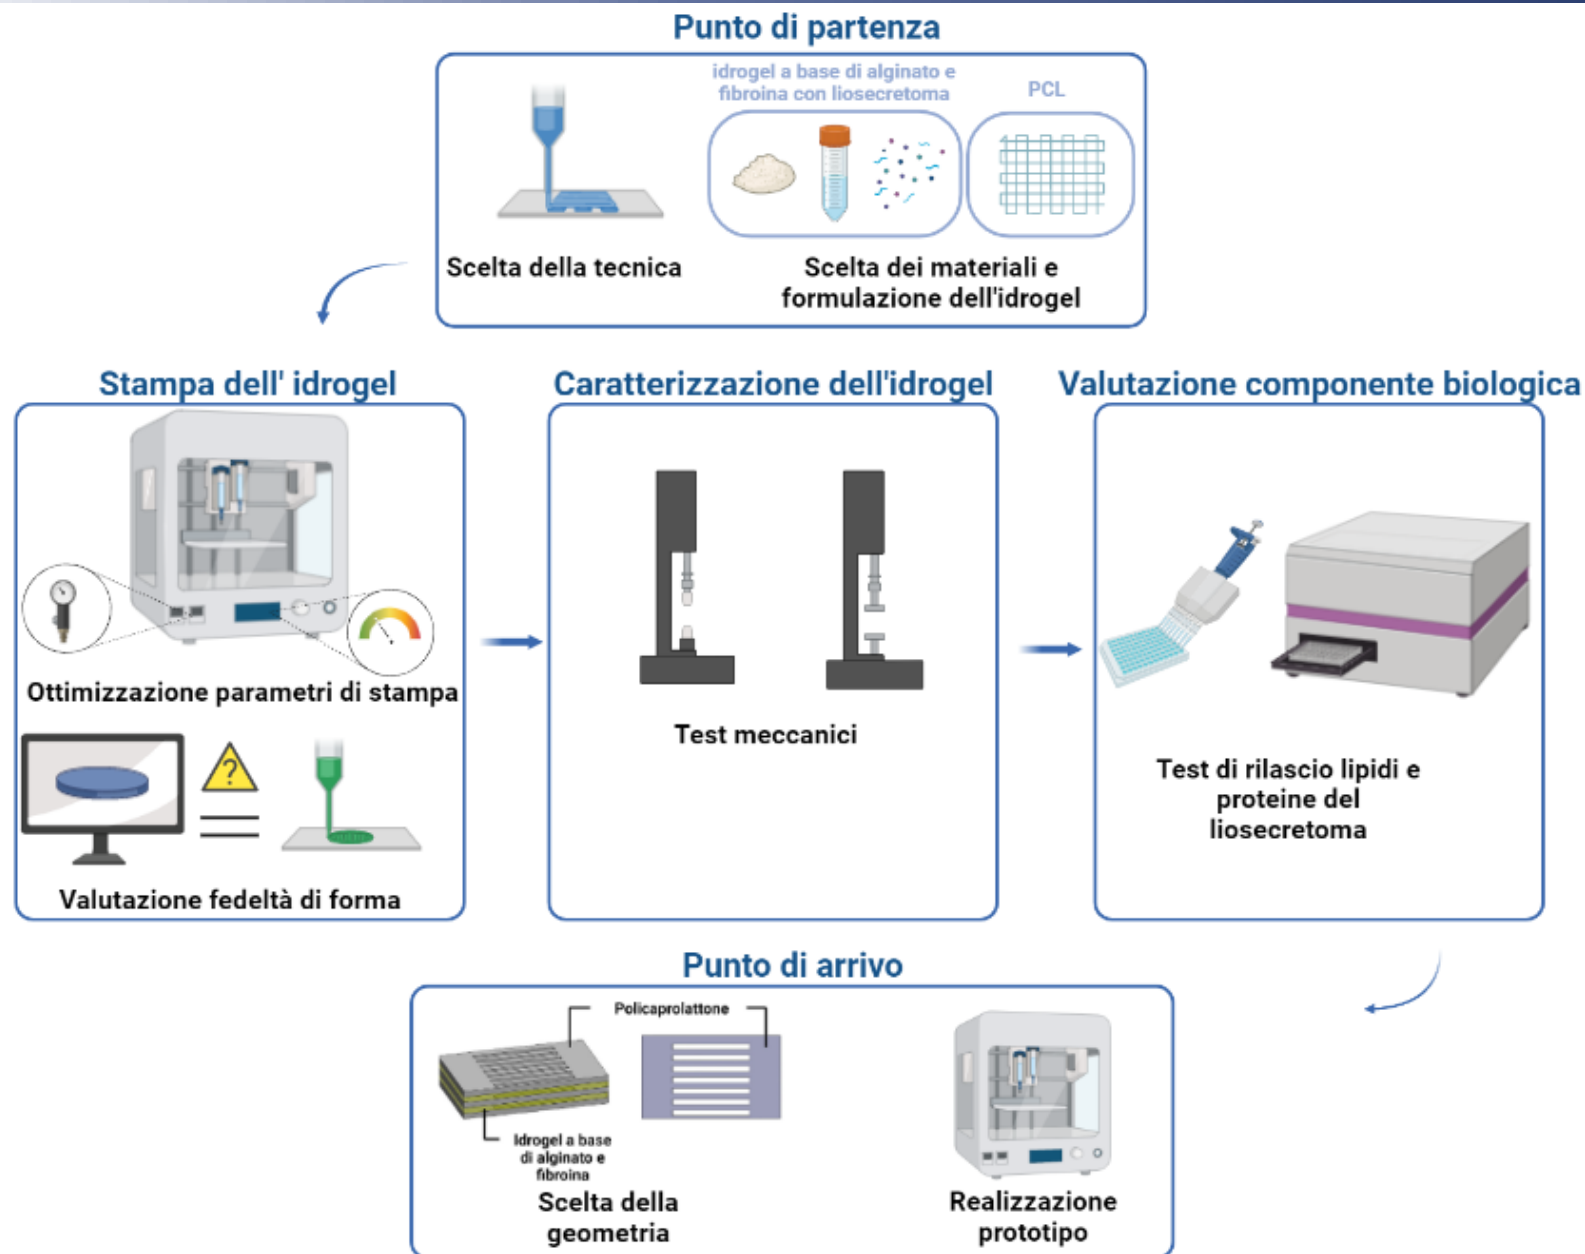 Punto di partenza
idrogel a base di alginato e
fibroina con liosecretoma
PCL
Scelta della tecnica
Scelta dei materiali e
formulazione dell'idrogel
Stampa dell' idrogel
Ottimizzazione parametri di stampa
?
Valutazione fedeltà di forma
Caratterizzazione dell'idrogel
Test meccanici
Valutazione componente biologica
Test di rilascio lipidi e
proteine del
liosecretoma
Punto di arrivo
Policaprolattone
Idrogel a base
di alginato e
fibroina
Scelta della
geometria
Realizzazione
prototipo